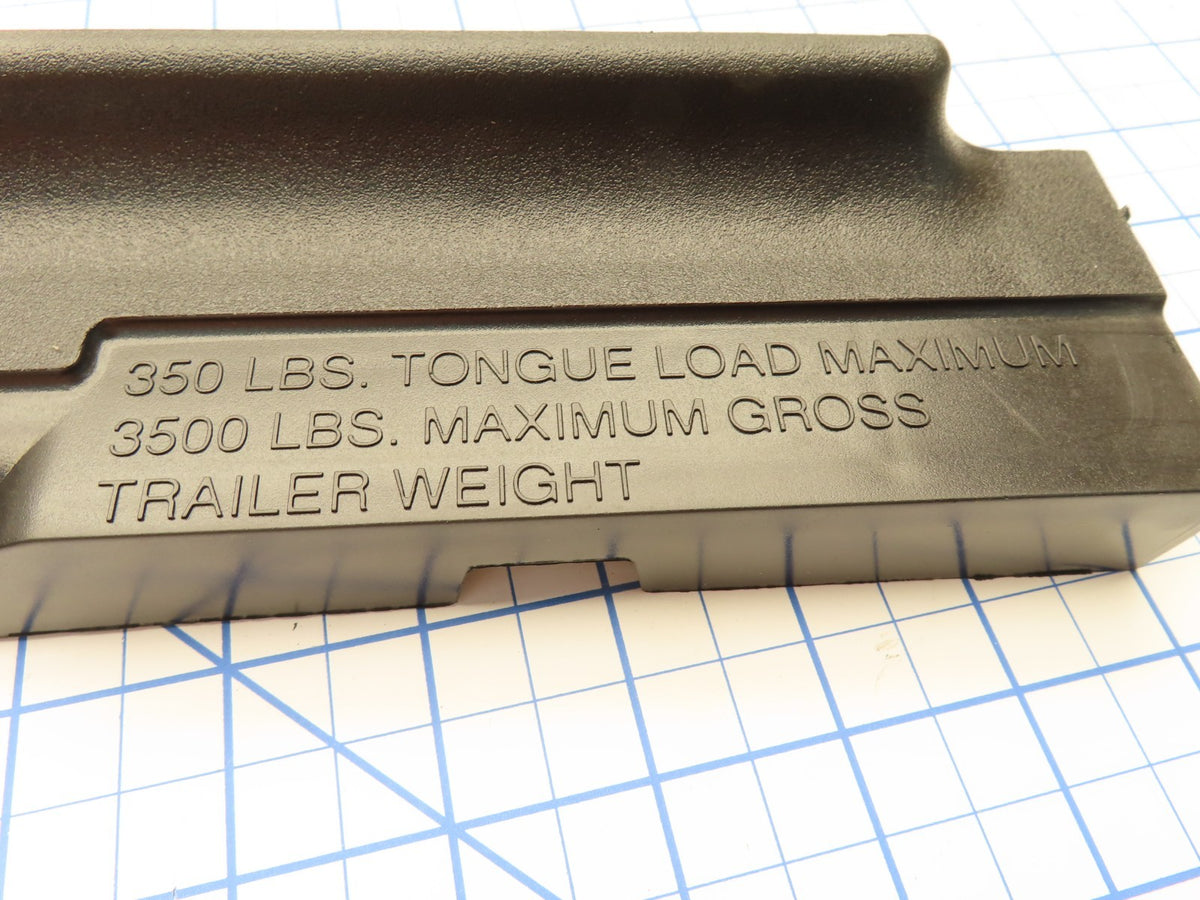 350 LBS. TONGUE LOAD MAXIMUM
3500 LBS. MAXIMUM GROSS
TRAILER WEIGHT